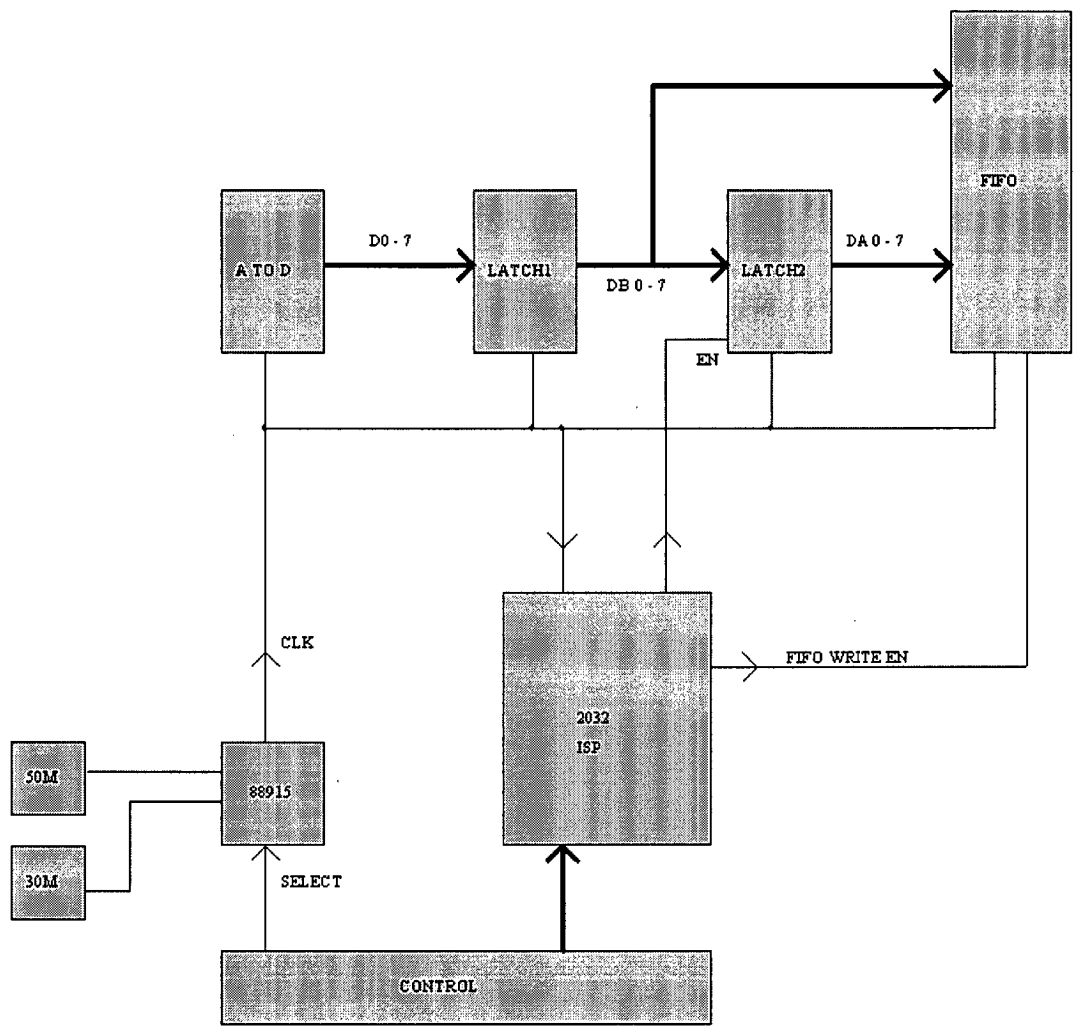 FIFO
D0 - 7
DA 0 - 7
A TO D
LATCH1
LATCH2
DB 0 - 7
EN
CLK
FIFO WRITE EN
2032
ISP
50M
88915
30M
SELECT
CONTROL